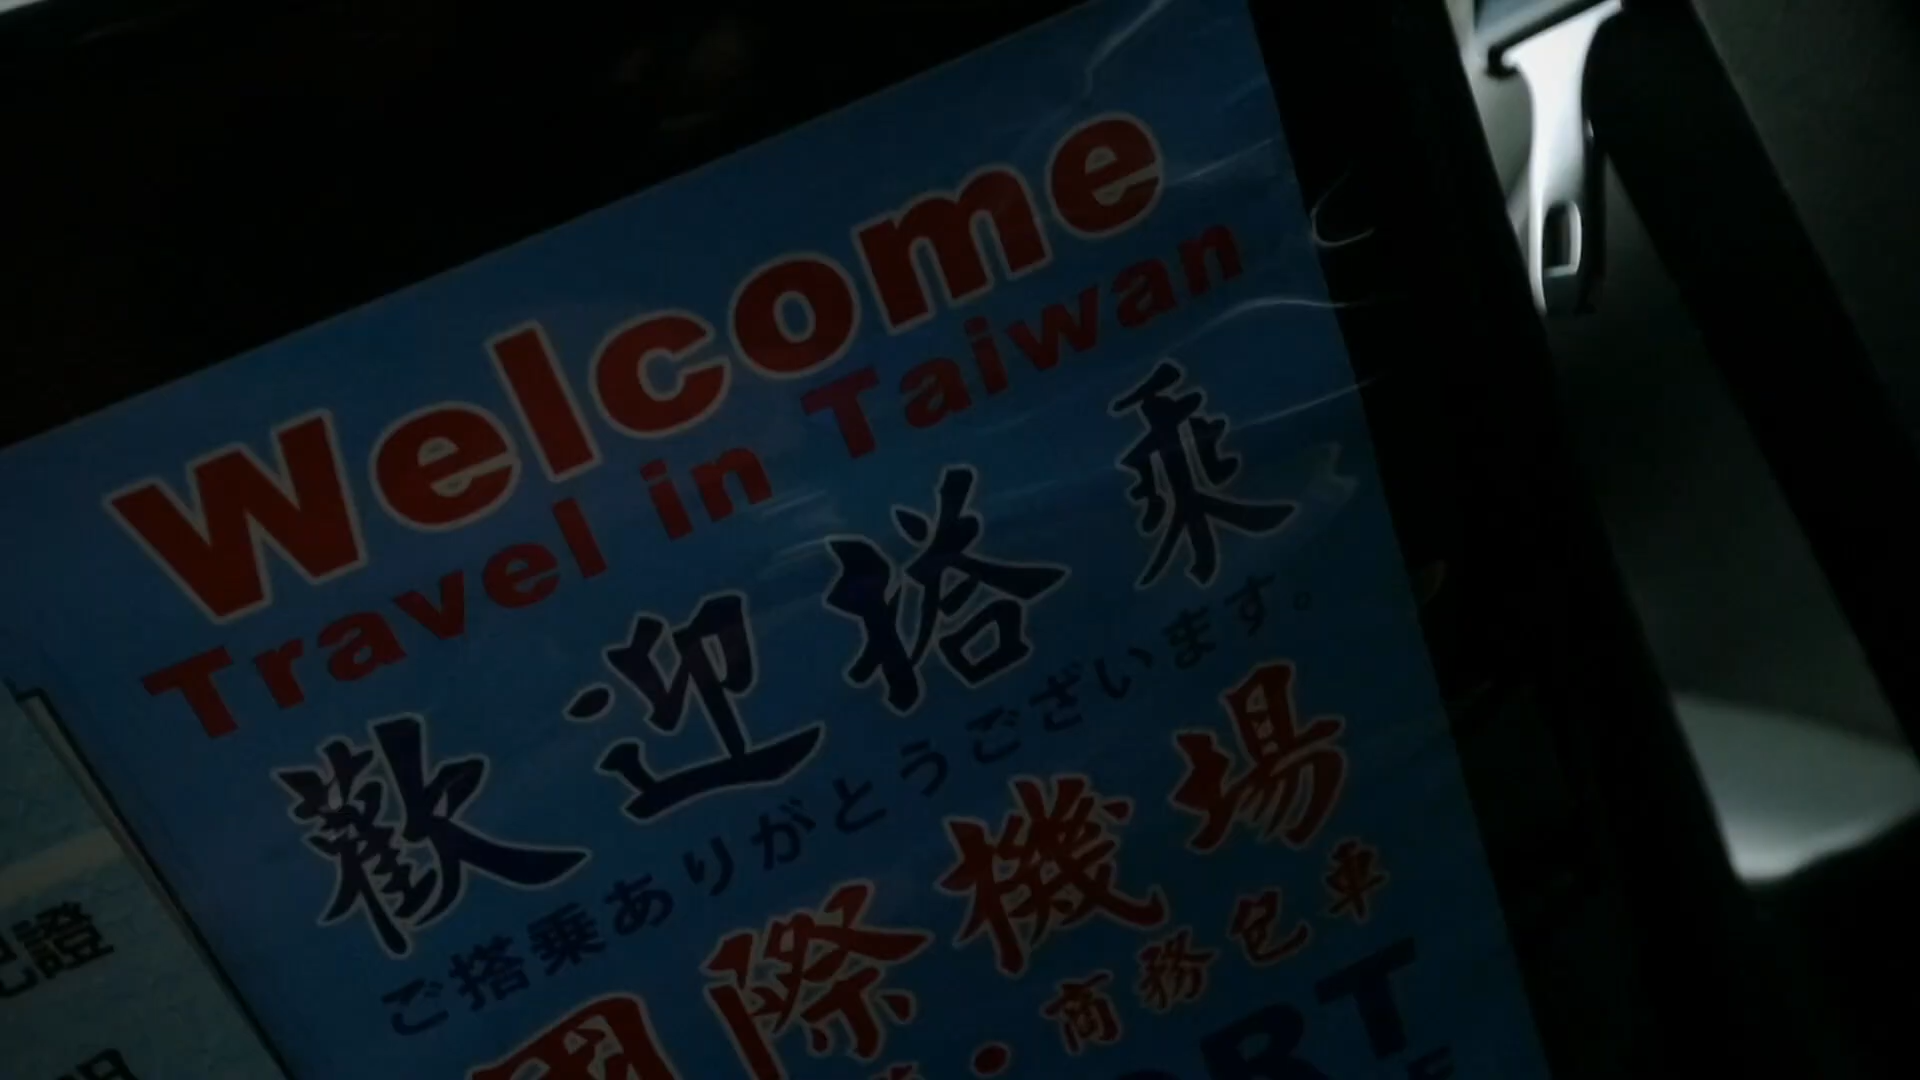 Welcome
Travel in Taiwan
歡迎搭乘
ご搭乗ありがとうございます。
國際機場
・商務包車
證